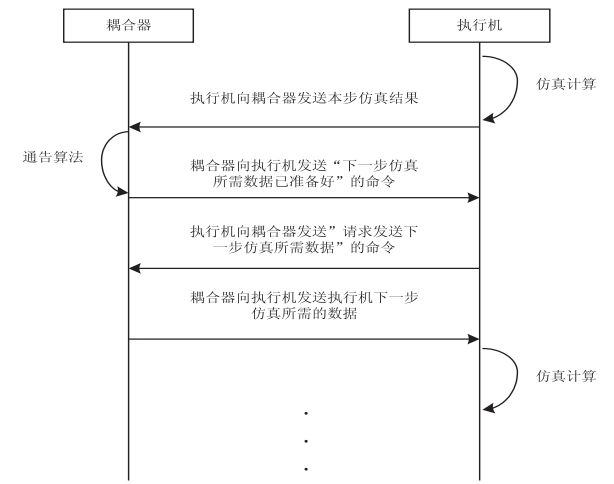 耦合器
执行机
仿真计算
执行机向耦合器发送本步仿真结果
通告算法
耦合器向执行机发送“下一步仿真
所需数据已准备好”的命令
执行机向耦合器发送”请求发送下
一步仿真所需数据”的命令
耦合器向执行机发送执行机下一步
仿真所需的数据
仿真计算